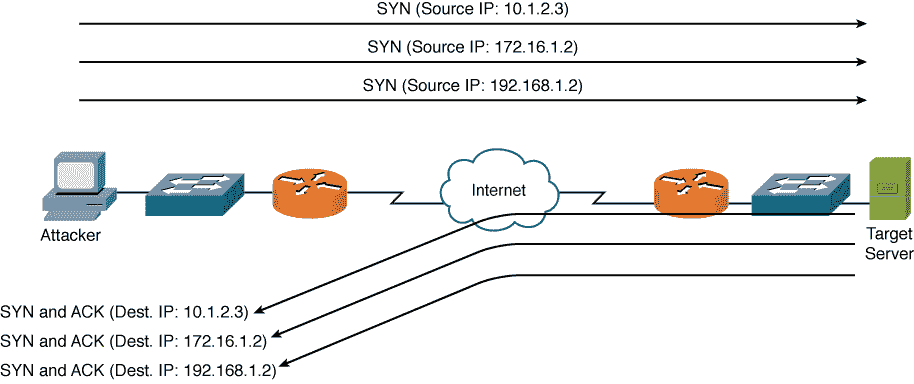 SYN (Source IP: 10.1.2.3)
SYN (Source IP: 172.16.1.2)
SYN (Source IP: 192.168.1.2)
Internet
Attacker
Target
Server
SYN and ACK (Dest. IP: 10.1.2.3)
SYN and ACK (Dest. IP: 172.16.1.2)
SYN and ACK (Dest. IP: 192.168.1.2)